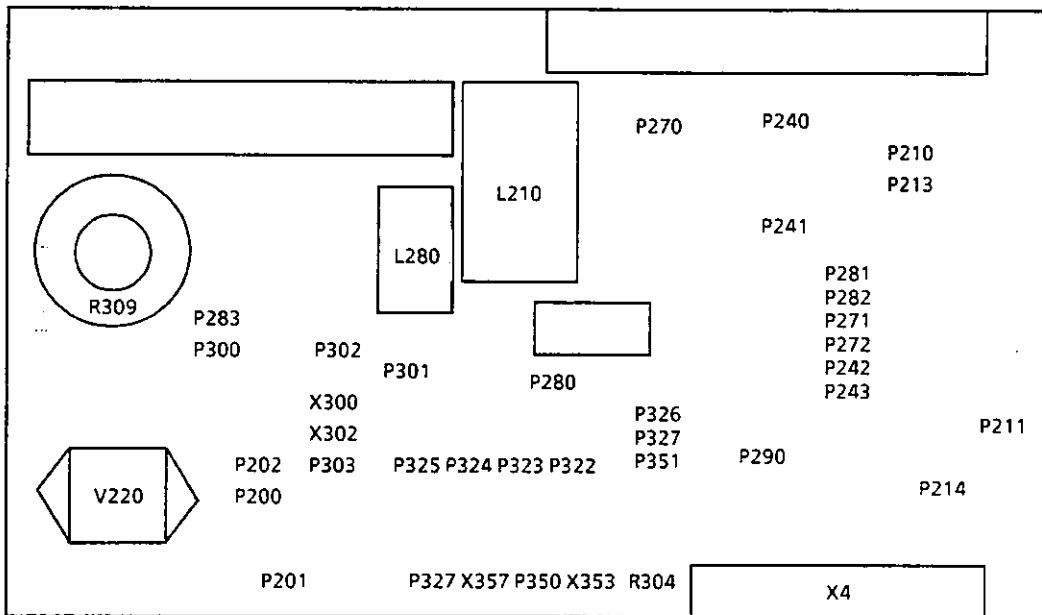 P270 P240
P210
P213
L210
P241
L280
P281
P282
R309
P283
P271
P300 P302
P272
P301
P242
P280
P243
X300
P326
P211
X302
P327
P202 P303 P325 P324 P323 P322 P351 P290
V220 P200
P214
P201 P327 X357 P350 X353 R304
X4